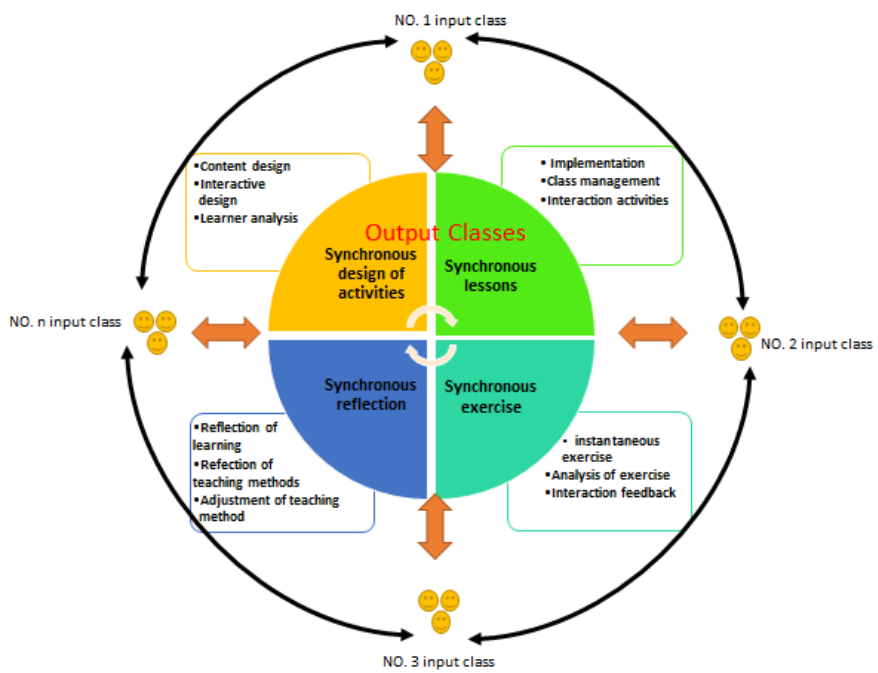 NO. 1 input class
•Content design
•Interactive
design
•Learner analysis
• Implementation
•Class management
•Interaction activities
Output Classes
Synchronous
design of
activities
Synchronous
lessons
NO. n input class
NO. 2 input class
Synchronous
reflection
Synchronous
exercise
•Reflection of
learning
•Refection of
teaching methods
•Adjustment of teaching
method
• instantaneous
exercise
•Analysis of exercise
•Interaction feedback
NO. 3 input class